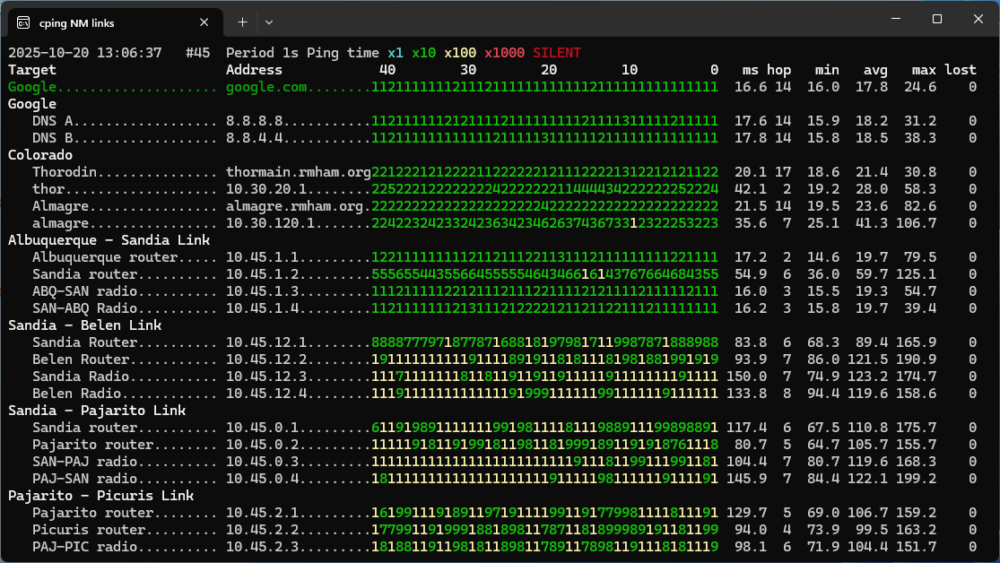 cping NM links
2025-10-20 13:06:37 #45 Period 1s Ping time x1 x10 x100 x1000 SILENT
Target Address 40 30 20 10 0 ms hop min avg max lost
Google.................... google.com........1121111111211121111111111112111111111111111 16.6 14 16.0 17.8 24.6 0
Google
DNS A.................. 8.8.8.8...........1121111112121111211111111112111131111211111 17.6 14 15.9 18.2 31.2 0
DNS B.................. 8.8.4.4...........1121111111111112111113111111211111111111111 17.8 14 15.8 18.5 38.3 0
Colorado
Thorodin............... thormain.rmham.org2212221212222112222221211122221312212121122 20.1 17 18.6 21.4 30.8 0
thor................... 10.30.20.1........2252221222222222422222221144443422222225224 42.1 2 19.2 28.0 58.3 0
Almagre................ almagre.rmham.org.2222222222222222222224222222222222222222222 21.5 14 19.5 23.6 82.6 0
almagre................ 10.30.120.1.......2242232423324236342346263743673312322253223 35.6 7 25.1 41.3 106.7 0
Albuquerque - Sandia Link
Albuquerque router..... 10.45.1.1.........1221111111112112111221131112111111111221111 17.2 2 14.6 19.7 79.5 0
Sandia router.......... 10.45.1.2.........5556554435566455555464346616143767664684355 54.9 6 36.0 59.7 125.1 0
ABQ-SAN radio.......... 10.45.1.3.........1112111112212111211122111121211112111112111 16.0 3 15.5 19.3 54.7 0
SAN-ABQ Radio.......... 10.45.1.4.........1121111111121311121222212112112211121111111 16.2 3 15.8 19.7 39.4 0
Sandia - Belen Link
Sandia Router.......... 10.45.12.1........8888777971877871688181979817119987871888988 83.8 6 68.3 89.4 165.9 0
Belen Router........... 10.45.12.2........1911111111119111189191181811181981881991919 93.9 7 86.0 121.5 190.9 0
Sandia Radio........... 10.45.12.3........1117111111181181191191191111191111111191111 150.0 7 74.9 123.2 174.7 0
Belen Radio............ 10.45.12.4........1119111111111111191999111111991111119111111 133.8 8 94.4 119.6 158.6 0
Sandia - Pajarito Link
Sandia router.......... 10.45.0.1.........6119198911111119919811118111988911199898891 117.4 6 67.5 110.8 175.7 0
Pajarito router........ 10.45.0.2.........1111191811919918119811819991891191918761118 80.7 5 64.7 105.7 155.7 0
SAN-PAJ radio.......... 10.45.0.3.........1111111111111111111111111911181199111991181 104.4 7 80.7 119.6 168.3 0
PAJ-SAN radio.......... 10.45.0.4.........1811111111111111111111911111981111119111191 145.9 7 84.4 122.1 199.2 0
Pajarito - Picuris Link
Pajarito router........ 10.45.2.1.........1619911191891197191111991191779981111811191 129.7 5 69.0 106.7 159.2 0
Picuris router......... 10.45.2.2.........1779911919991881898117871181899989191181199 94.0 4 73.9 99.5 163.2 0
PAJ-PIC radio.......... 10.45.2.3.........1818811911981811898117891178981191118181119 98.1 6 71.9 104.4 151.7 0